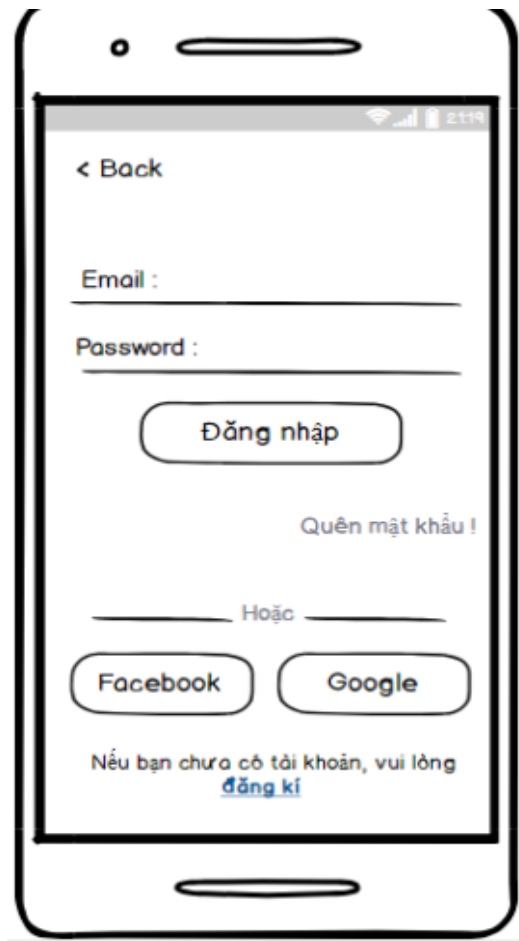 21:19
< Back
Email :
Password :
Đăng nhập
Quên mật khẩu !
Hoặc
Facebook
Google
Nếu bạn chưa có tài khoản, vui lòng
đăng kí